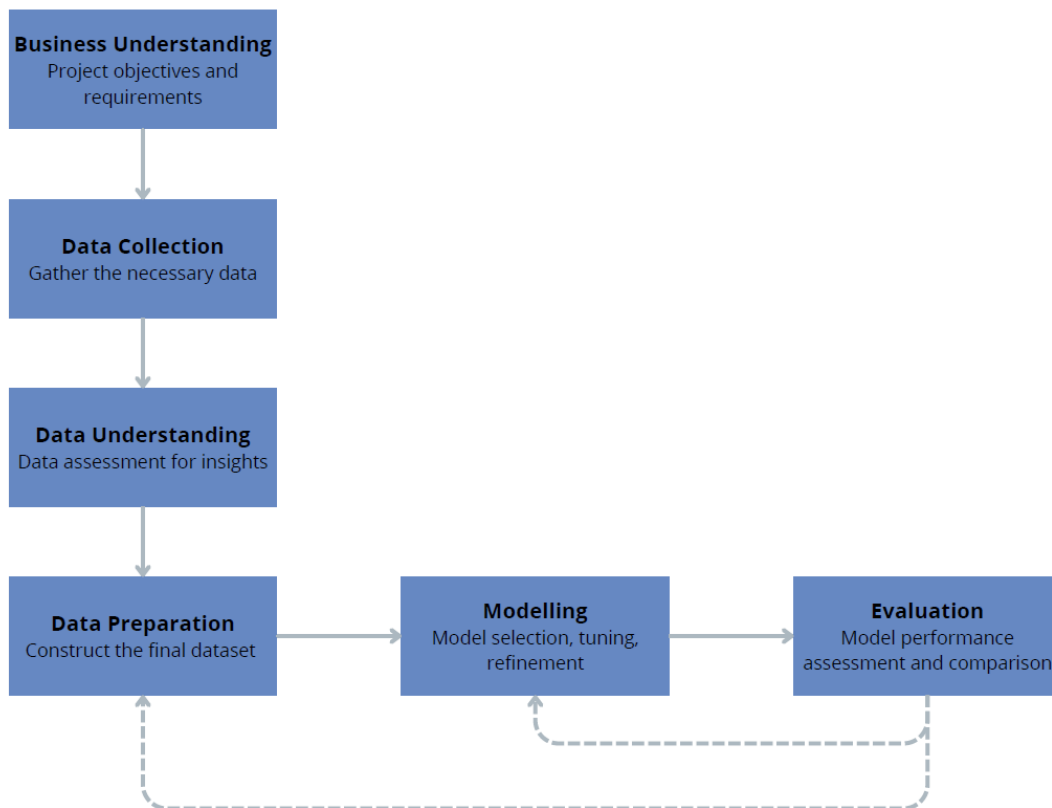 Business Understanding
Project objectives and
requirements
Data Collection
Gather the necessary data
Data Understanding
Data assessment for insights
Data Preparation
Construct the final dataset
Modelling
Model selection, tuning,
refinement
Evaluation
Model performance
assessment and comparison